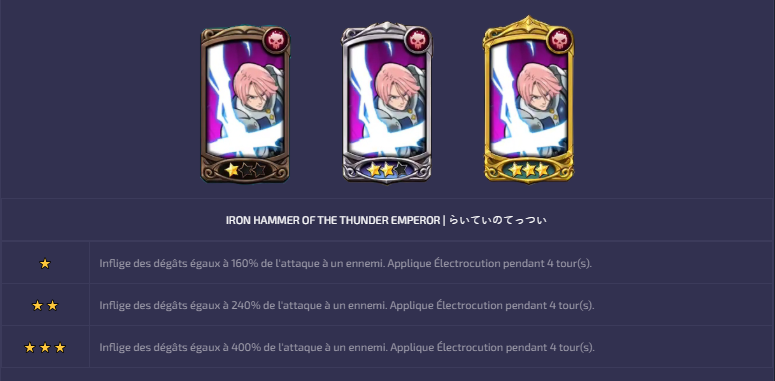 IRON HAMMER OF THE THUNDER EMPEROR | らいていのてっつい
Inflige des dégâts égaux à 160% de l'attaque à un ennemi. Applique Électrocution pendant 4 tour(s).
Inflige des dégâts égaux à 240% de l'attaque à un ennemi. Applique Électrocution pendant 4 tour(s).
Inflige des dégâts égaux à 400% de l'attaque à un ennemi. Applique Électrocution pendant 4 tour(s).